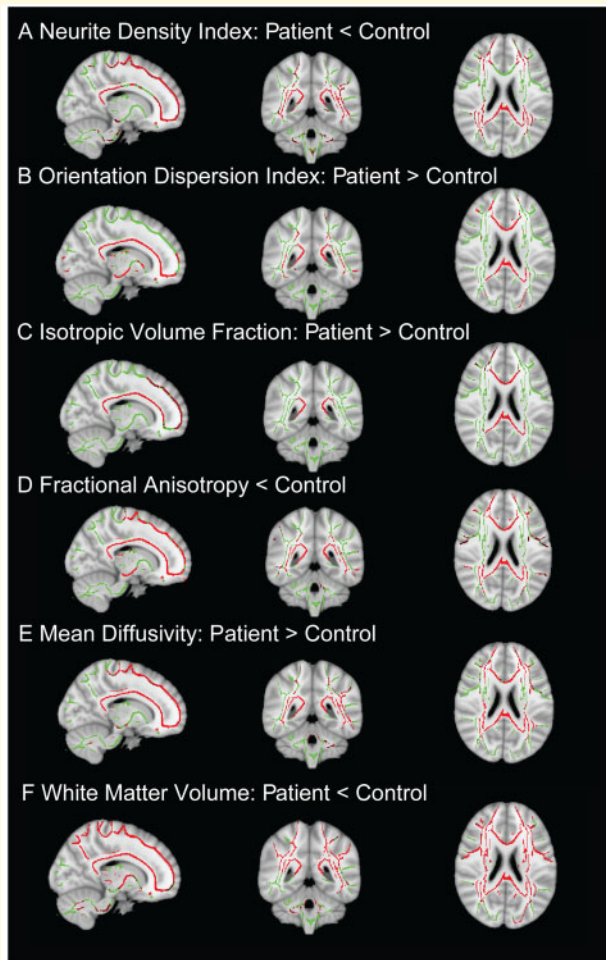 A Neurite Density Index: Patient < Control
B Orientation Dispersion Index: Patient > Control
C Isotropic Volume Fraction: Patient > Control
D Fractional Anisotropy < Control
E Mean Diffusivity: Patient > Control
F White Matter Volume: Patient < Control